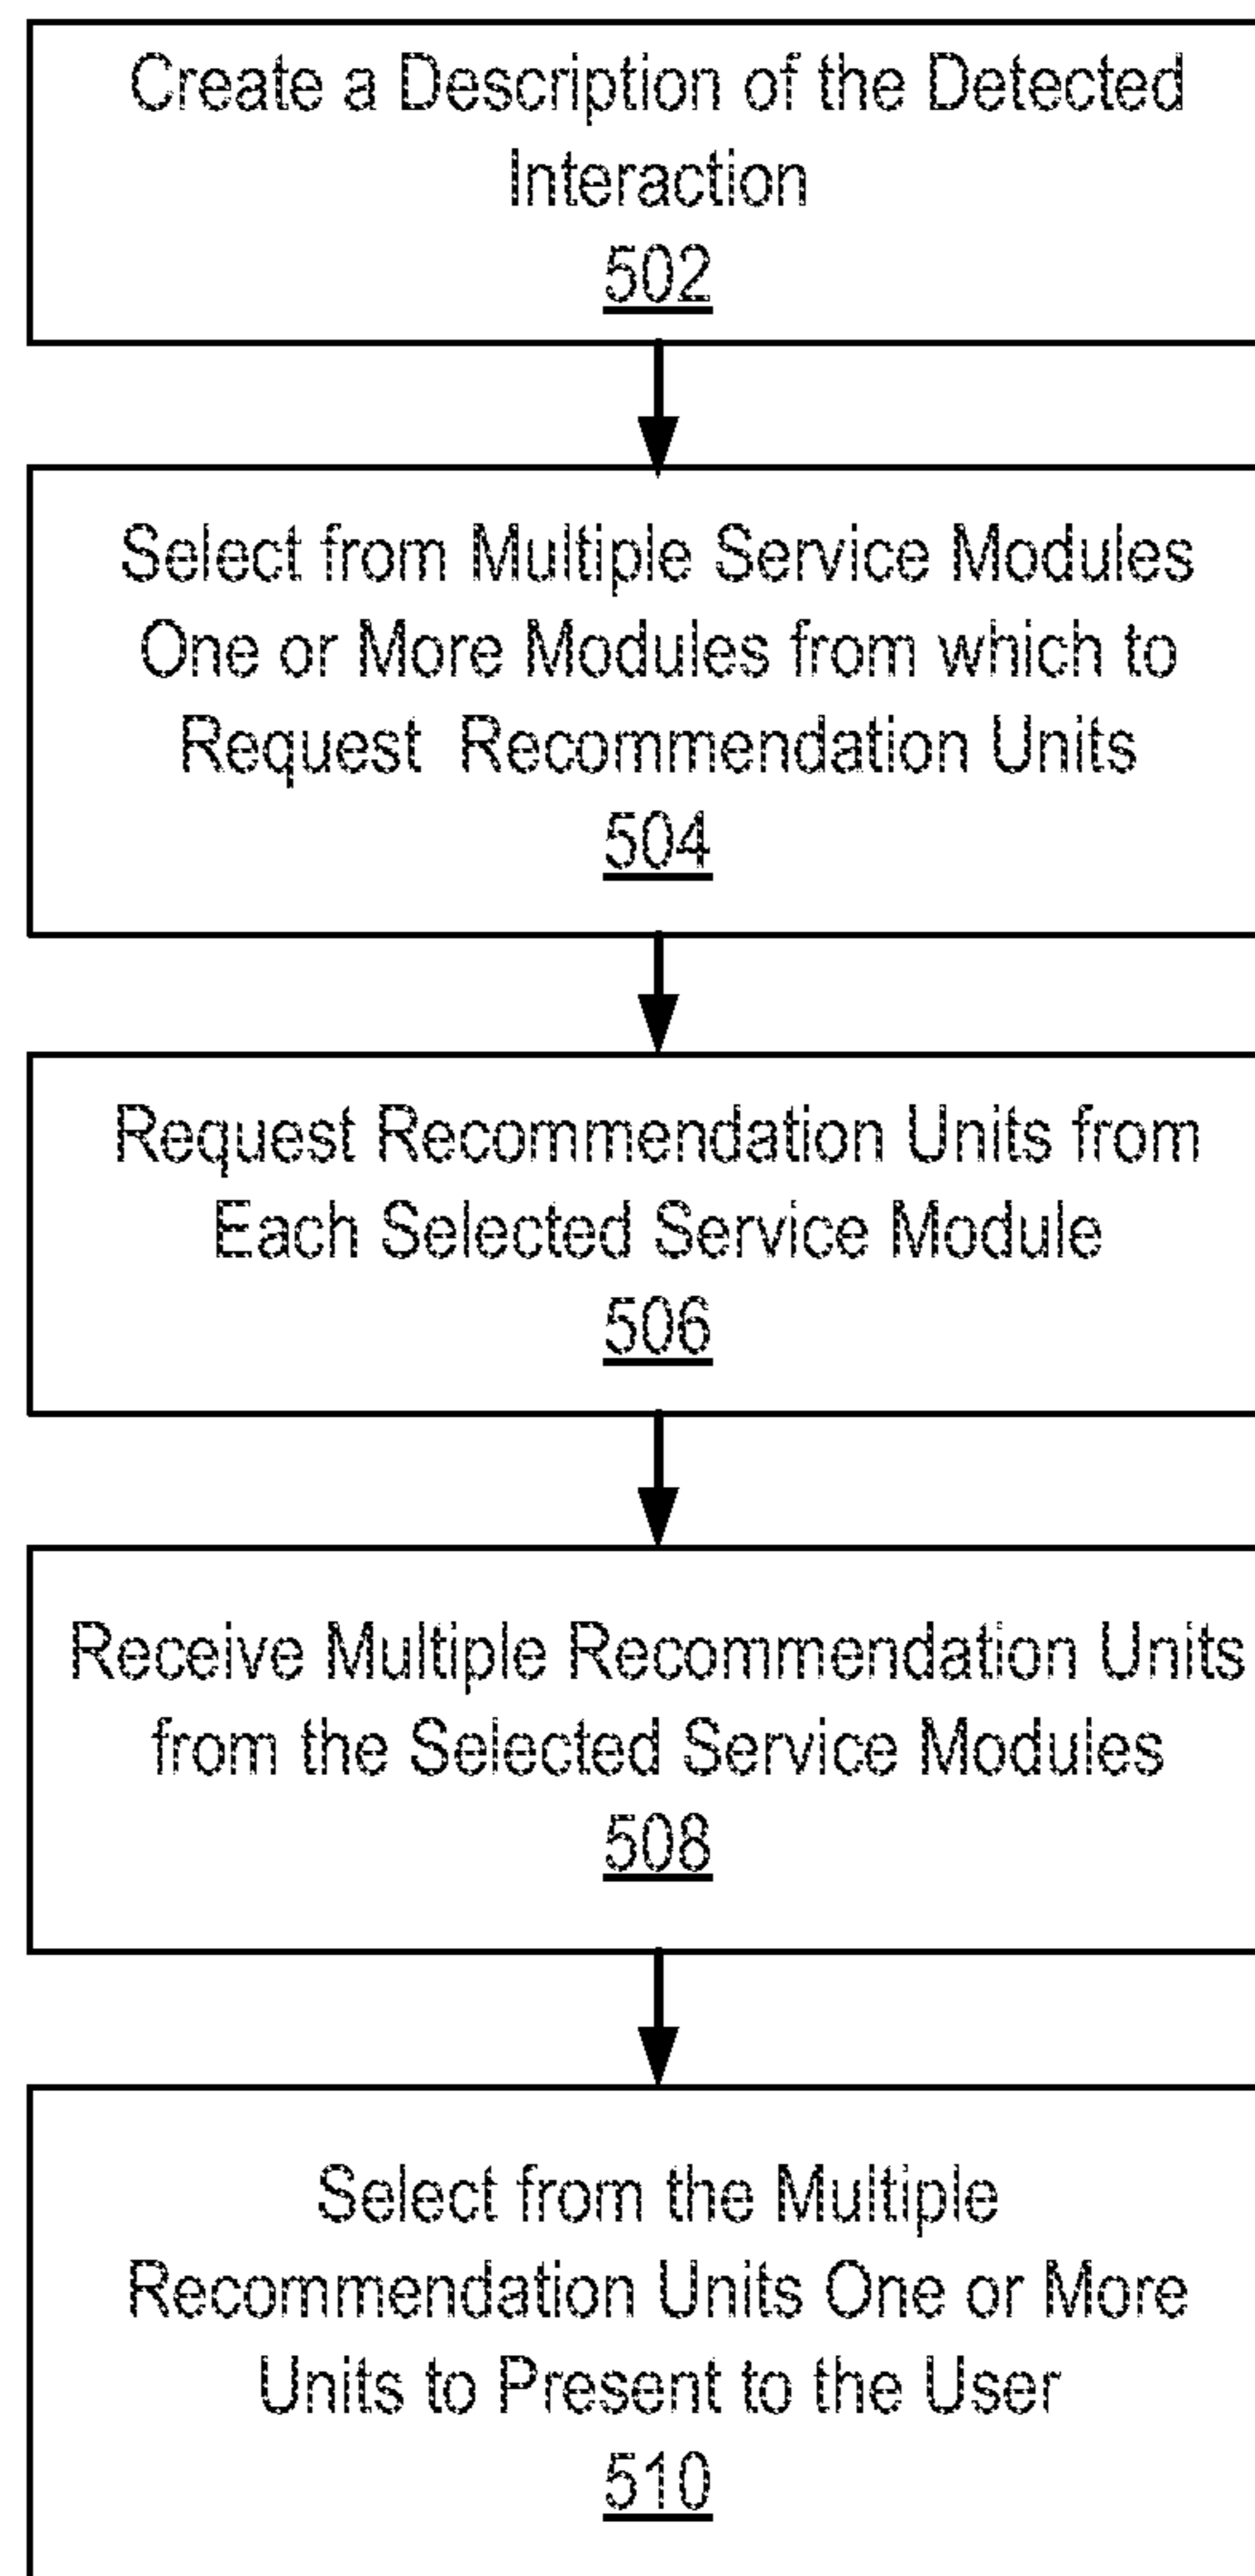 Create a Description of the Detected
Interaction
502
Select from Multiple Service Modules
One or More Modules from which to
Request Recommendation Units
504
Request Recommendation Units from
Each Selected Service Module
506
Receive Multiple Recommendation Units
from the Selected Service Modules
508
Select from the Multiple
Recommendation Units One or More
Units to Present to the User
510